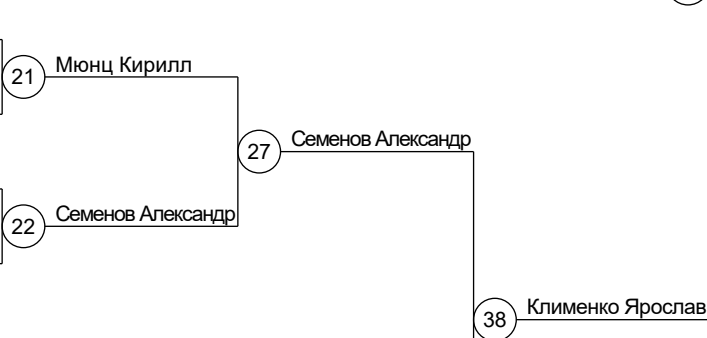 21 Мюнц Кирилл
27 Семенов Александр
22 Семенов Александр
38 Клименко Ярослав